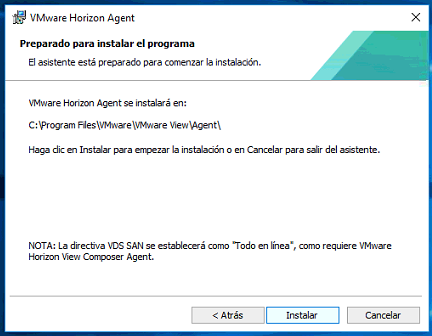 VMware Horizon Agent
Preparado para instalar el programa
El asistente está preparado para comenzar la instalación.
VMware Horizon Agent se instalará en:
C:\Program Files\VMware\VMware View\Agent\
Haga clic en Instalar para empezar la instalación o en Cancelar para salir del asistente.
NOTA: La directiva VDS SAN se establecerá como "Todo en línea", como requiere VMware
Horizon View Composer Agent.
< Atrás
Instalar
Cancelar